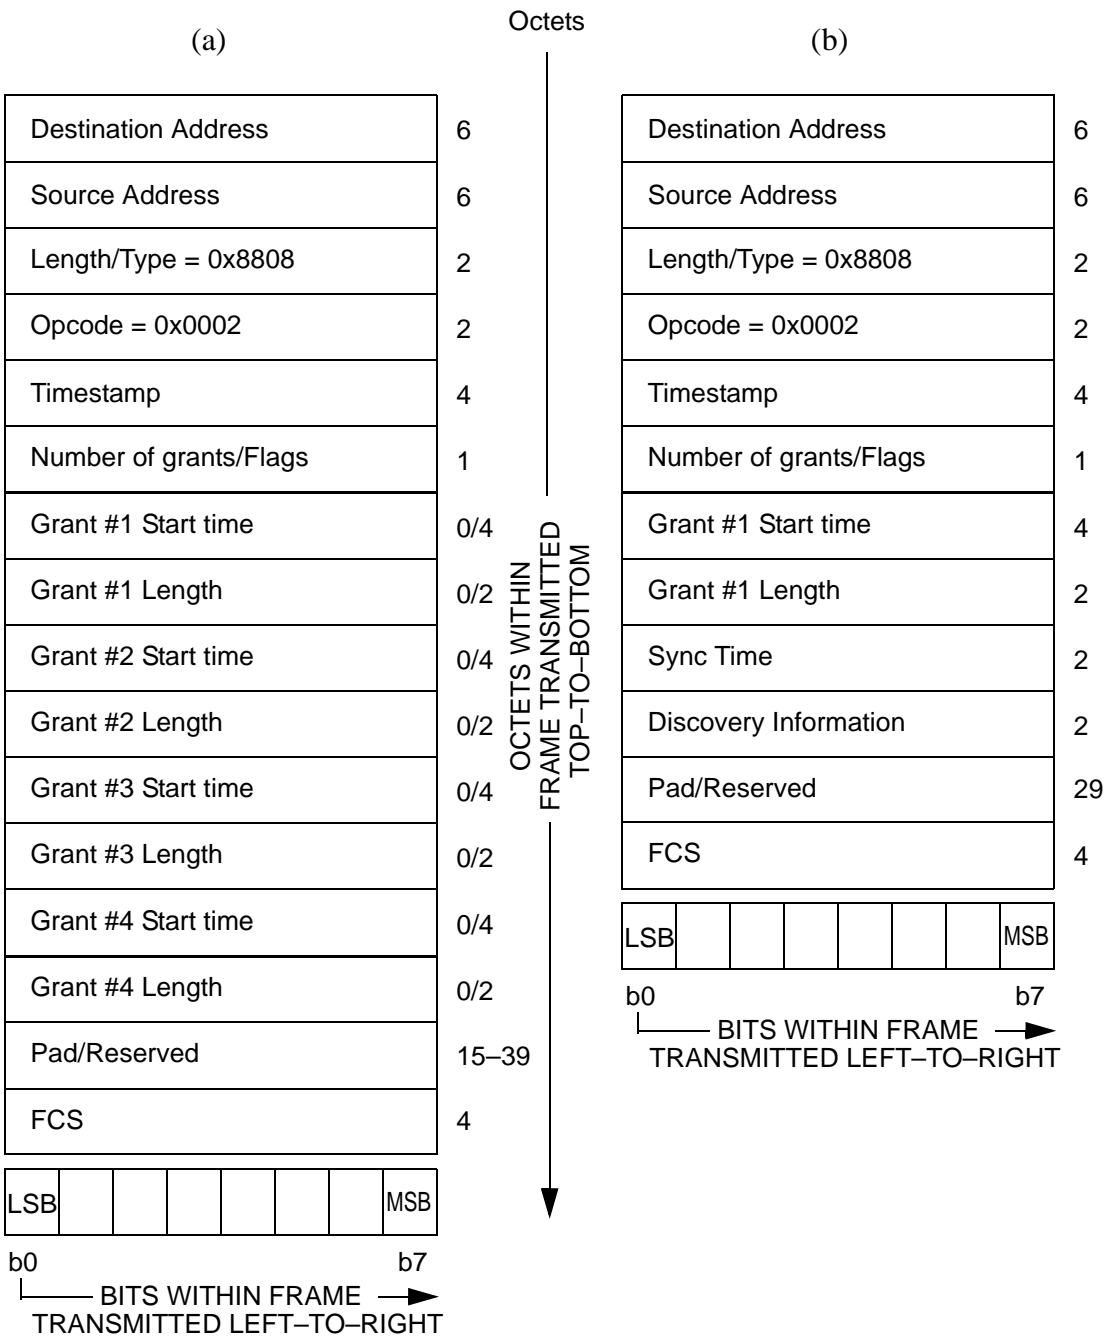 Octets
(a)
(b)
Destination Address 6
Source Address 6
Length/Type = 0x8808 2
Opcode = 0x0002 2
Timestamp 4
Number of grants/Flags 1
Grant #1 Start time 0/4
Grant #1 Length 0/2
Grant #2 Start time 0/4
Grant #2 Length 0/2
Grant #3 Start time 0/4
Grant #3 Length 0/2
Grant #4 Start time 0/4
Grant #4 Length 0/2
Pad/Reserved 15–39
FCS 4
LSB MSB
b0 b7
BITS WITHIN FRAME
TRANSMITTED LEFT–TO–RIGHT
OCTETS WITHIN
FRAME TRANSMITTED
TOP–TO–BOTTOM
Destination Address 6
Source Address 6
Length/Type = 0x8808 2
Opcode = 0x0002 2
Timestamp 4
Number of grants/Flags 1
Grant #1 Start time 4
Grant #1 Length 2
Sync Time 2
Discovery Information 2
Pad/Reserved 29
FCS 4
LSB MSB
b0 b7
BITS WITHIN FRAME
TRANSMITTED LEFT–TO–RIGHT